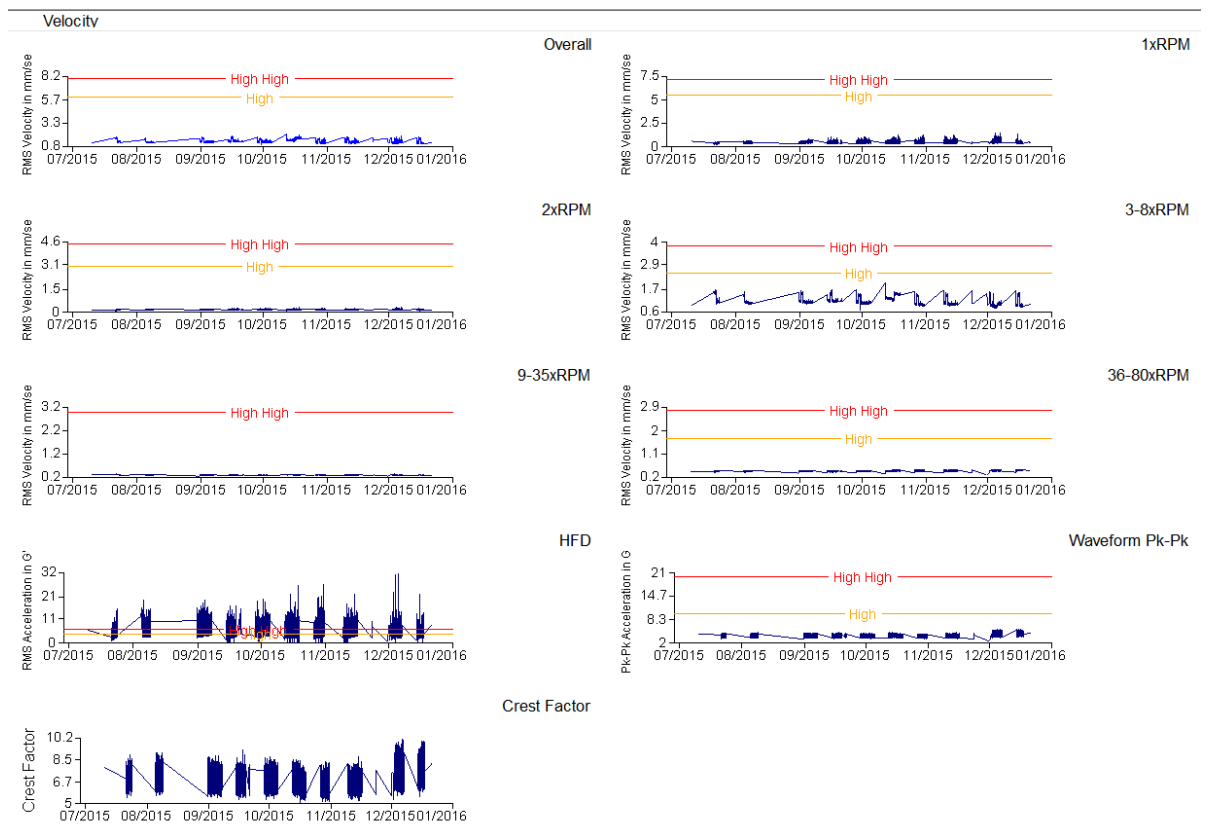 Velocity
Overall
RMS Velocity in mm/se
8.2
5.7
3.3
0.8
High High
High
07/2015 08/2015 09/2015 10/2015 11/2015 12/2015 01/2016
1xRPM
RMS Velocity in mm/se
7.5
5
2.5
0
High High
High
07/2015 08/2015 09/2015 10/2015 11/2015 12/2015 01/2016
2xRPM
RMS Velocity in mm/se
4.6
3.1
1.5
0
High High
High
07/2015 08/2015 09/2015 10/2015 11/2015 12/2015 01/2016
3-8xRPM
RMS Velocity in mm/se
4
2.9
1.7
0.6
High High
High
07/2015 08/2015 09/2015 10/2015 11/2015 12/2015 01/2016
9-35xRPM
RMS Velocity in mm/se
3.2
2.2
1.2
0.2
High High
07/2015 08/2015 09/2015 10/2015 11/2015 12/2015 01/2016
36-80xRPM
RMS Velocity in mm/se
2.9
2
1.1
0.2
High High
High
07/2015 08/2015 09/2015 10/2015 11/2015 12/2015 01/2016
HFD
RMS Acceleration in G'
32
21
11
0
High High
High
07/2015 08/2015 09/2015 10/2015 11/2015 12/2015 01/2016
Waveform Pk-Pk
Pk-Pk Acceleration in G
21
14.7
8.3
2
High High
High
07/2015 08/2015 09/2015 10/2015 11/2015 12/2015 01/2016
Crest Factor
Crest Factor
10.2
8.5
6.7
5
07/2015 08/2015 09/2015 10/2015 11/2015 12/2015 01/2016